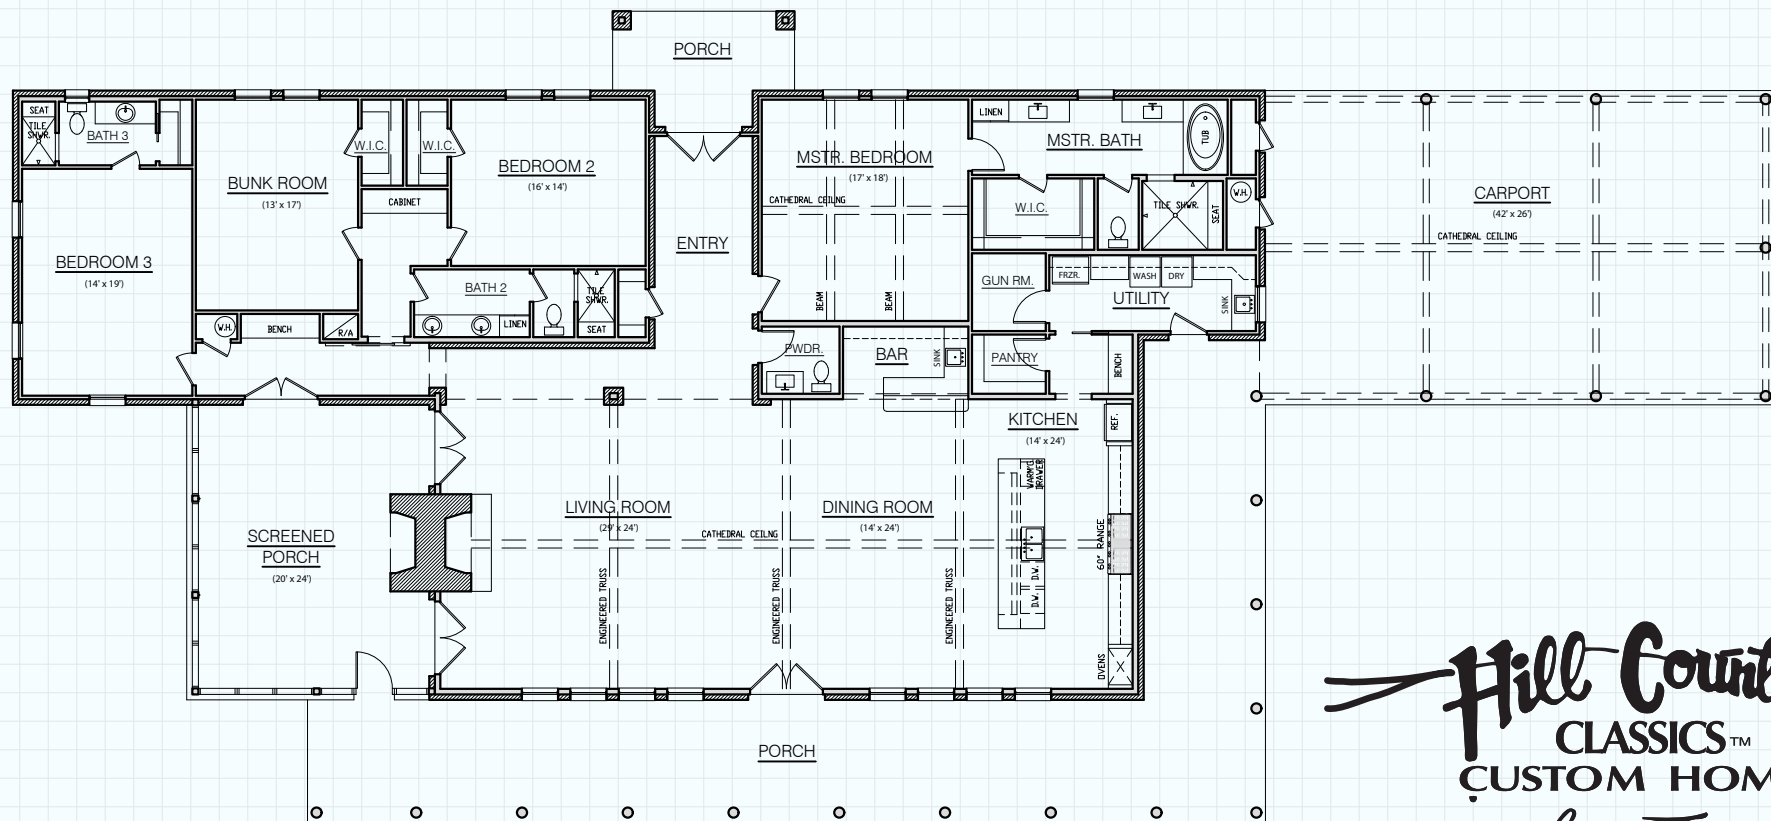 PORCH
SEAT
TILE
SHWR.
BATH 3
BUNK ROOM
(13' x 17')
W.I.C.
W.I.C.
CABINET
BEDROOM 2
(16' x 14')
BEDROOM 3
(14' x 19')
BATH 2
LINEN
TILE
SHWR.
SEAT
W.H.
BENCH
R/A
ENTRY
MSTR. BEDROOM
(17' x 18')
CATHEDRAL CEILNG
BEAM
BEAM
LINEN
MSTR. BATH
TUB
W.I.C.
TILE SHWR.
SEAT
W.H.
GUN RM.
FRZR.
WASH
DRY
UTILITY
SINK
PWDR.
BAR
SINK
PANTRY
BENCH
CARPORT
(42' x 26')
CATHEDRAL CEILING
KITCHEN
(14' x 24')
REF.
WARM'G
DRAWER
60" RANGE
D.W.
D.W.
OVENS
LIVING ROOM
(29' x 24')
DINING ROOM
(14' x 24')
CATHEDRAL CEILNG
ENGINEERED TRUSS
ENGINEERED TRUSS
ENGINEERED TRUSS
SCREENED
PORCH
(20' x 24')
PORCH
Hill Count
CLASSICS™
CUSTOM HOM